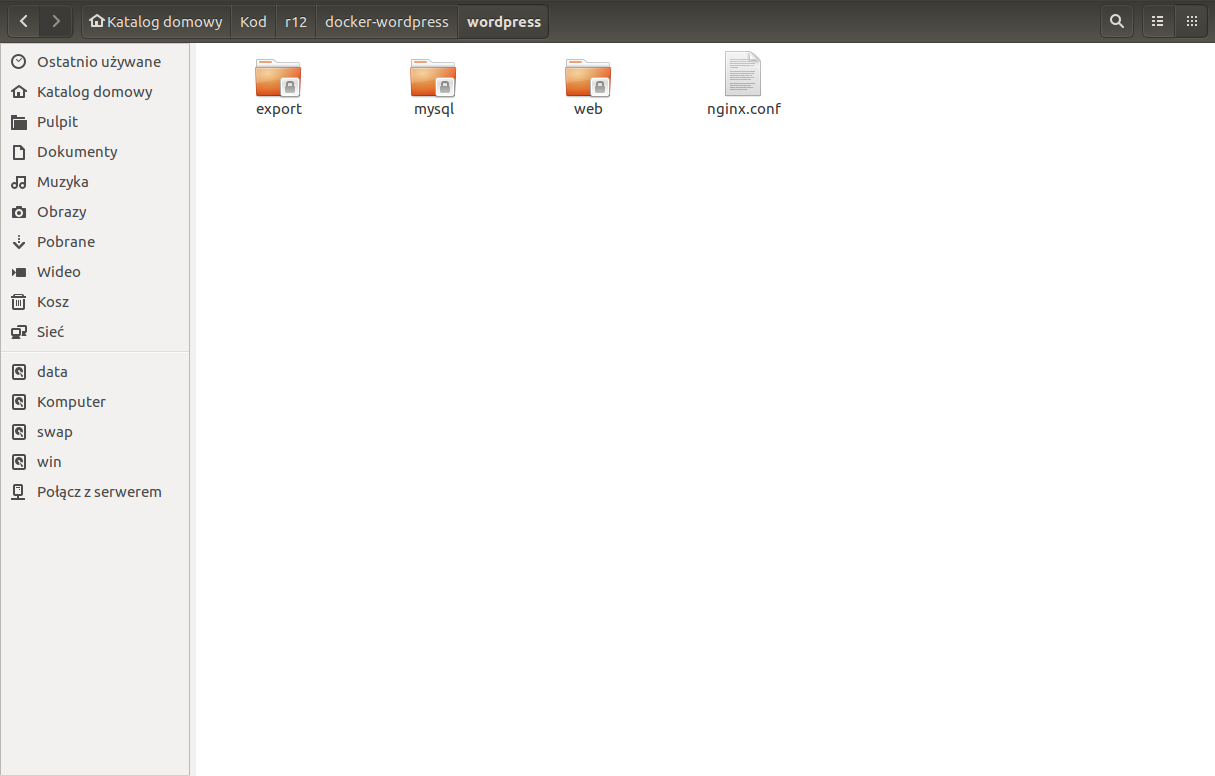 Katalog domowy Kod r12 docker-wordpress wordpress
Ostatnio używane
Katalog domowy
Pulpit
Dokumenty
Muzyka
Obrazy
Pobrane
Wideo
Kosz
Sieć
data
Komputer
swap
win
Połącz z serwerem
export mysql web nginx.conf